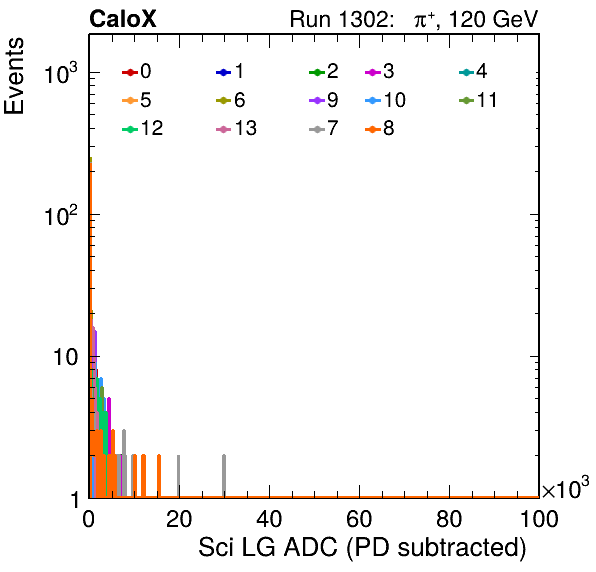 CaloX Run 1302: π⁺, 120 GeV
Events
10³
10²
10
1
0 1 2 3 4
5 6 9 10 11
12 13 7 8
0 20 40 60 80 100
×10³
Sci LG ADC (PD subtracted)